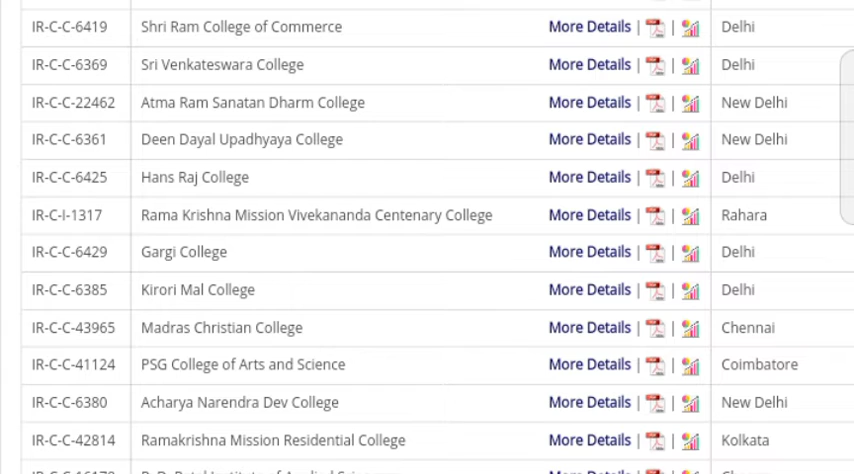 IR-C-C-6419 Shri Ram College of Commerce More Details | | Delhi
IR-C-C-6369 Sri Venkateswara College More Details | | Delhi
IR-C-C-22462 Atma Ram Sanatan Dharm College More Details | | New Delhi
IR-C-C-6361 Deen Dayal Upadhyaya College More Details | | New Delhi
IR-C-C-6425 Hans Raj College More Details | | Delhi
IR-C-I-1317 Rama Krishna Mission Vivekananda Centenary College More Details | | Rahara
IR-C-C-6429 Gargi College More Details | | Delhi
IR-C-C-6385 Kirori Mal College More Details | | Delhi
IR-C-C-43965 Madras Christian College More Details | | Chennai
IR-C-C-41124 PSG College of Arts and Science More Details | | Coimbatore
IR-C-C-6380 Acharya Narendra Dev College More Details | | New Delhi
IR-C-C-42814 Ramakrishna Mission Residential College More Details | | Kolkata